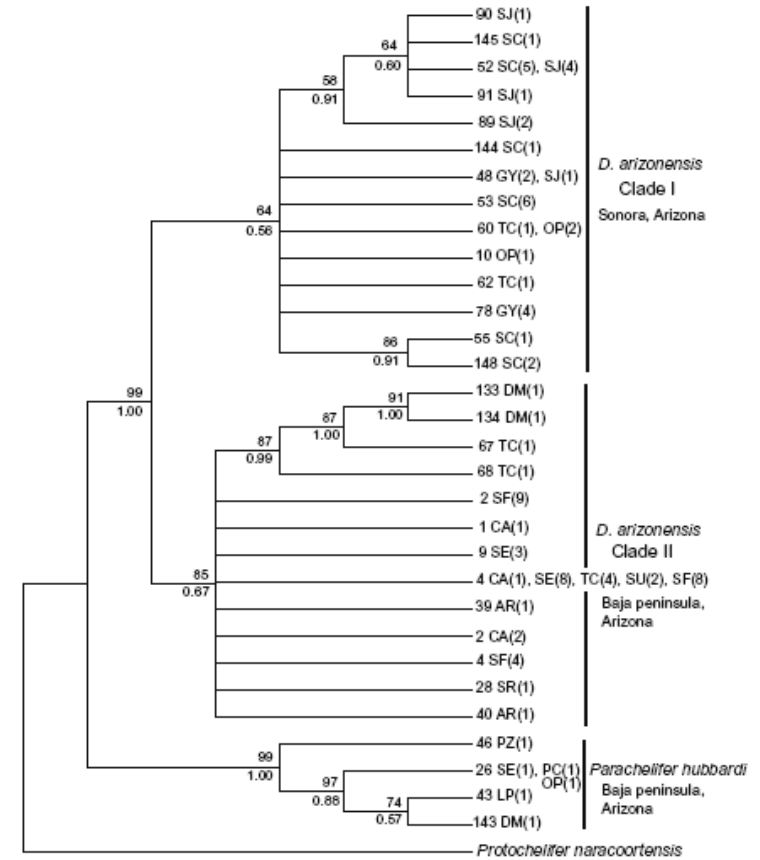 90 SJ(1)
145 SC(1)
64
0.60
52 SC(5), SJ(4)
58
0.91
91 SJ(1)
89 SJ(2)
144 SC(1)
D. arizonensis
Clade I
Sonora, Arizona
48 GY(2), SJ(1)
53 SC(6)
64
0.56
60 TC(1), OP(2)
10 OP(1)
62 TC(1)
78 GY(4)
55 SC(1)
86
0.91
148 SC(2)
99
1.00
133 DM(1)
91
1.00
134 DM(1)
87
1.00
67 TC(1)
87
0.99
68 TC(1)
2 SF(9)
1 CA(1)
D. arizonensis
Clade II
9 SE(3)
85
0.67
4 CA(1), SE(8), TC(4), SU(2), SF(8)
39 AR(1)
Baja peninsula,
Arizona
2 CA(2)
4 SF(4)
28 SR(1)
40 AR(1)
46 PZ(1)
99
1.00
26 SE(1), PC(1)
OP(1)
Parachelifer hubbardi
Baja peninsula,
Arizona
97
0.88
43 LP(1)
74
0.57
143 DM(1)
Protochelifer naracoortensis